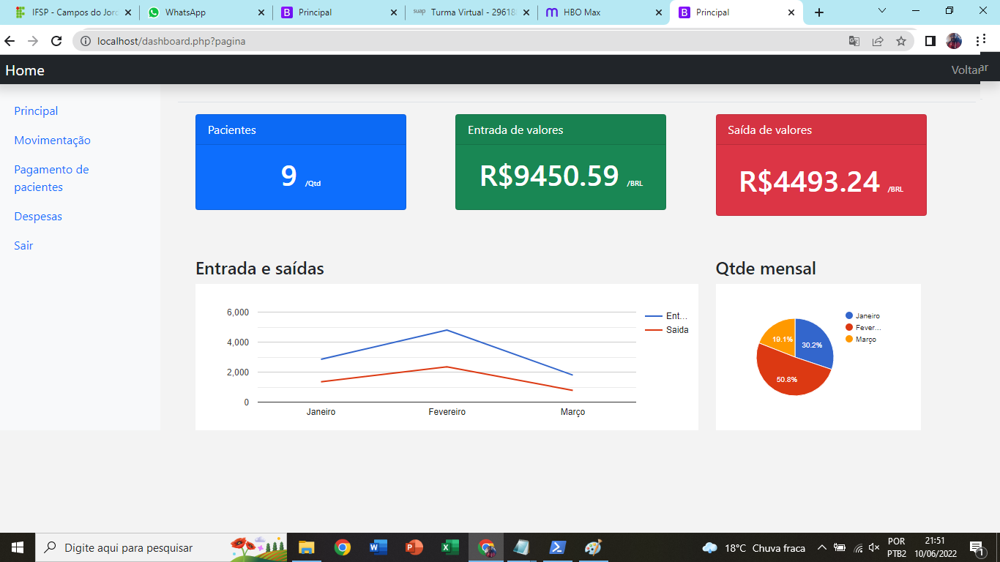 IFSP - Campos do Jord
WhatsApp
Principal
suap
Turma Virtual - 29618
HBO Max
Principal
localhost/dashboard.php?pagina
Home
Voltar
ar
Principal
Movimentação
Pagamento de
pacientes
Despesas
Sair
Pacientes
9 /Qtd
Entrada de valores
R$9450.59 /BRL
Saída de valores
R$4493.24 /BRL
Entrada e saídas
6,000
4,000
2,000
0
Janeiro
Fevereiro
Março
Ent...
Saida
Qtde mensal
30.2%
50.8%
19.1%
Janeiro
Fever...
Março
Digite aqui para pesquisar
18°C Chuva fraca
POR
PTB2
21:51
10/06/2022
1